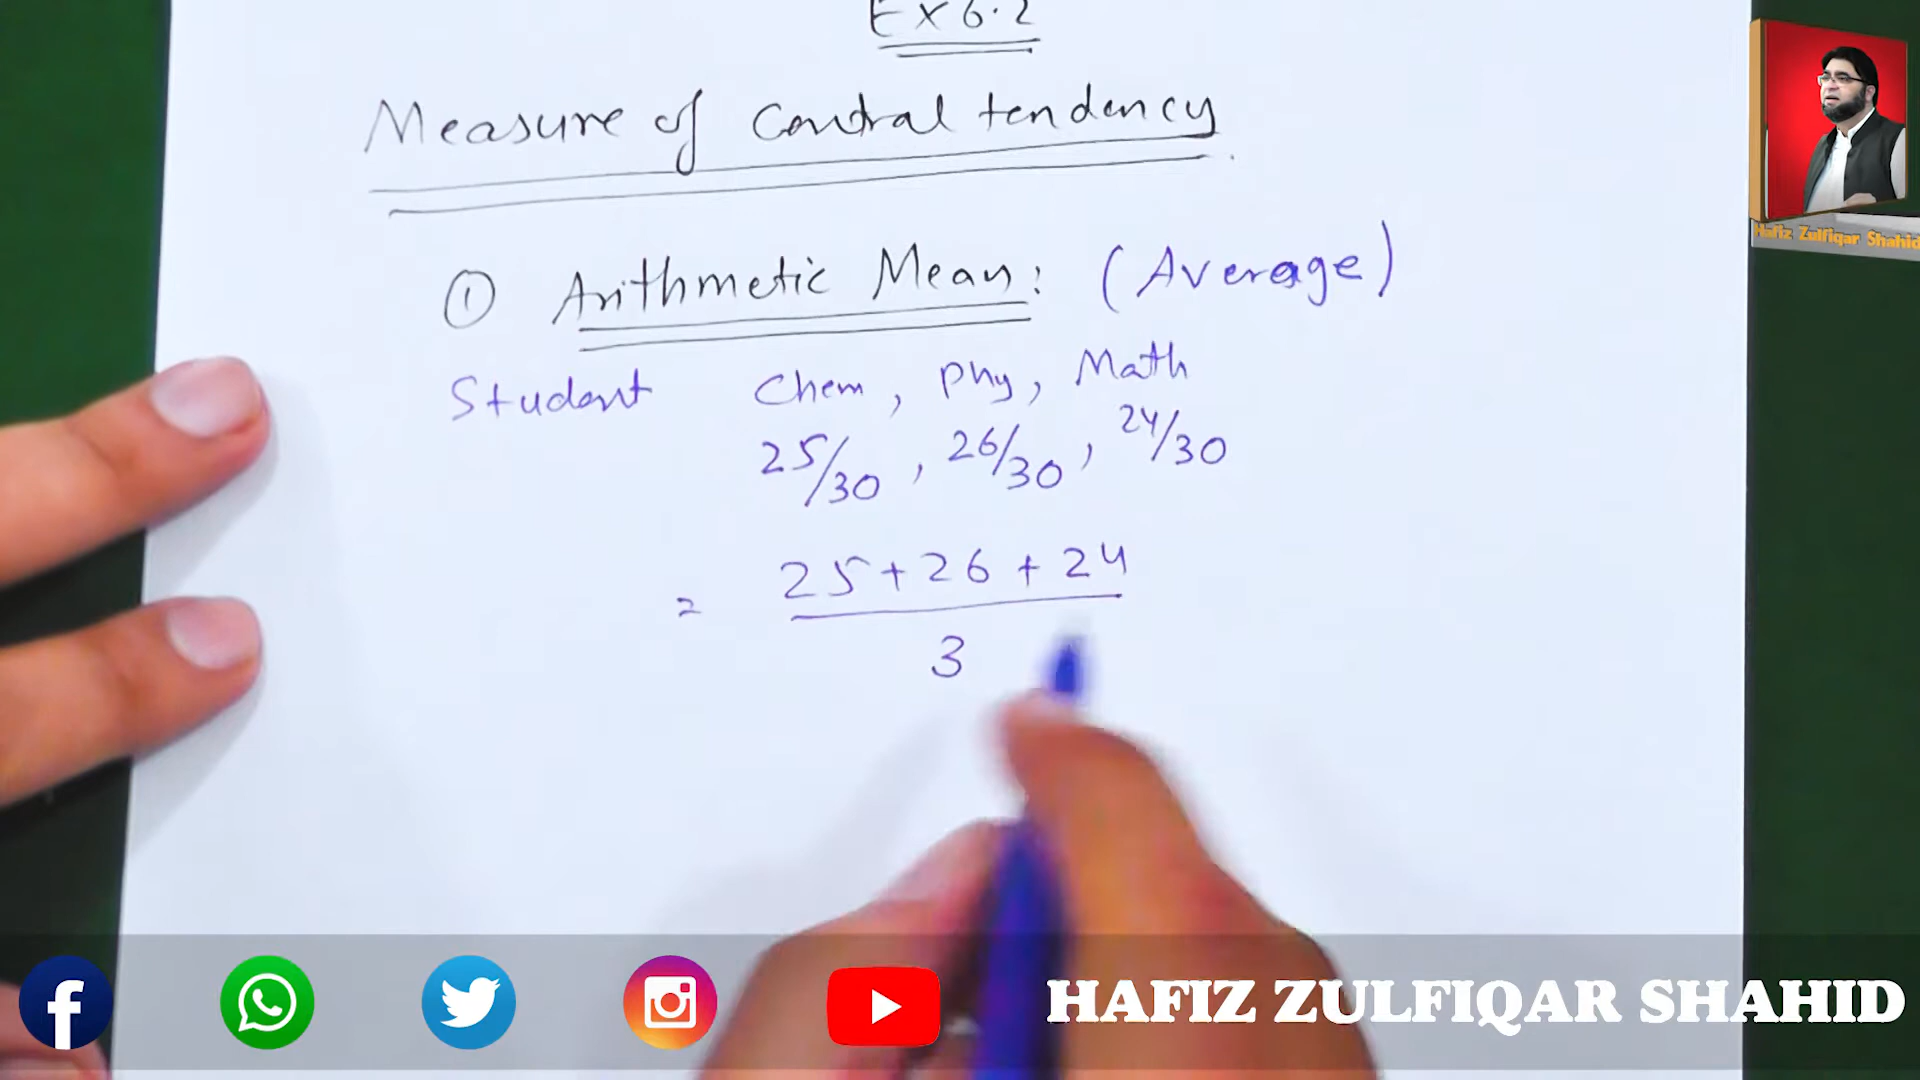 Ex 6.2
Measure of Central tendency
① Arithmetic Mean: (Average)
Student Chem, Phy, Math
25/30, 26/30, 24/30
= 25+26+24
3
Hafiz Zulfiqar Shahid
HAFIZ ZULFIQAR SHAHID